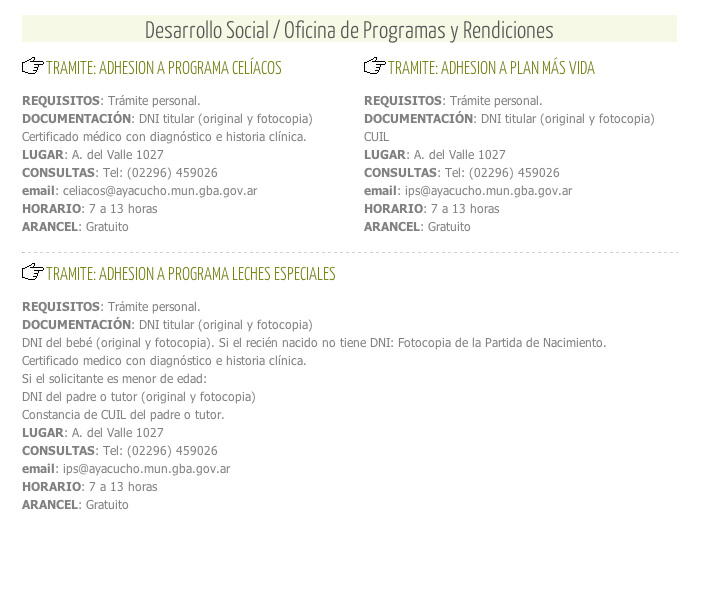 Desarrollo Social / Oficina de Programas y Rendiciones
TRAMITE: ADHESION A PROGRAMA CELÍACOS
REQUISITOS: Trámite personal.
DOCUMENTACIÓN: DNI titular (original y fotocopia)
Certificado médico con diagnóstico e historia clínica.
LUGAR: A. del Valle 1027
CONSULTAS: Tel: (02296) 459026
email: celiacos@ayacucho.mun.gba.gov.ar
HORARIO: 7 a 13 horas
ARANCEL: Gratuito
TRAMITE: ADHESION A PLAN MÁS VIDA
REQUISITOS: Trámite personal.
DOCUMENTACIÓN: DNI titular (original y fotocopia)
CUIL
LUGAR: A. del Valle 1027
CONSULTAS: Tel: (02296) 459026
email: ips@ayacucho.mun.gba.gov.ar
HORARIO: 7 a 13 horas
ARANCEL: Gratuito
TRAMITE: ADHESION A PROGRAMA LECHES ESPECIALES
REQUISITOS: Trámite personal.
DOCUMENTACIÓN: DNI titular (original y fotocopia)
DNI del bebé (original y fotocopia). Si el recién nacido no tiene DNI: Fotocopia de la Partida de Nacimiento.
Certificado medico con diagnóstico e historia clínica.
Si el solicitante es menor de edad:
DNI del padre o tutor (original y fotocopia)
Constancia de CUIL del padre o tutor.
LUGAR: A. del Valle 1027
CONSULTAS: Tel: (02296) 459026
email: ips@ayacucho.mun.gba.gov.ar
HORARIO: 7 a 13 horas
ARANCEL: Gratuito